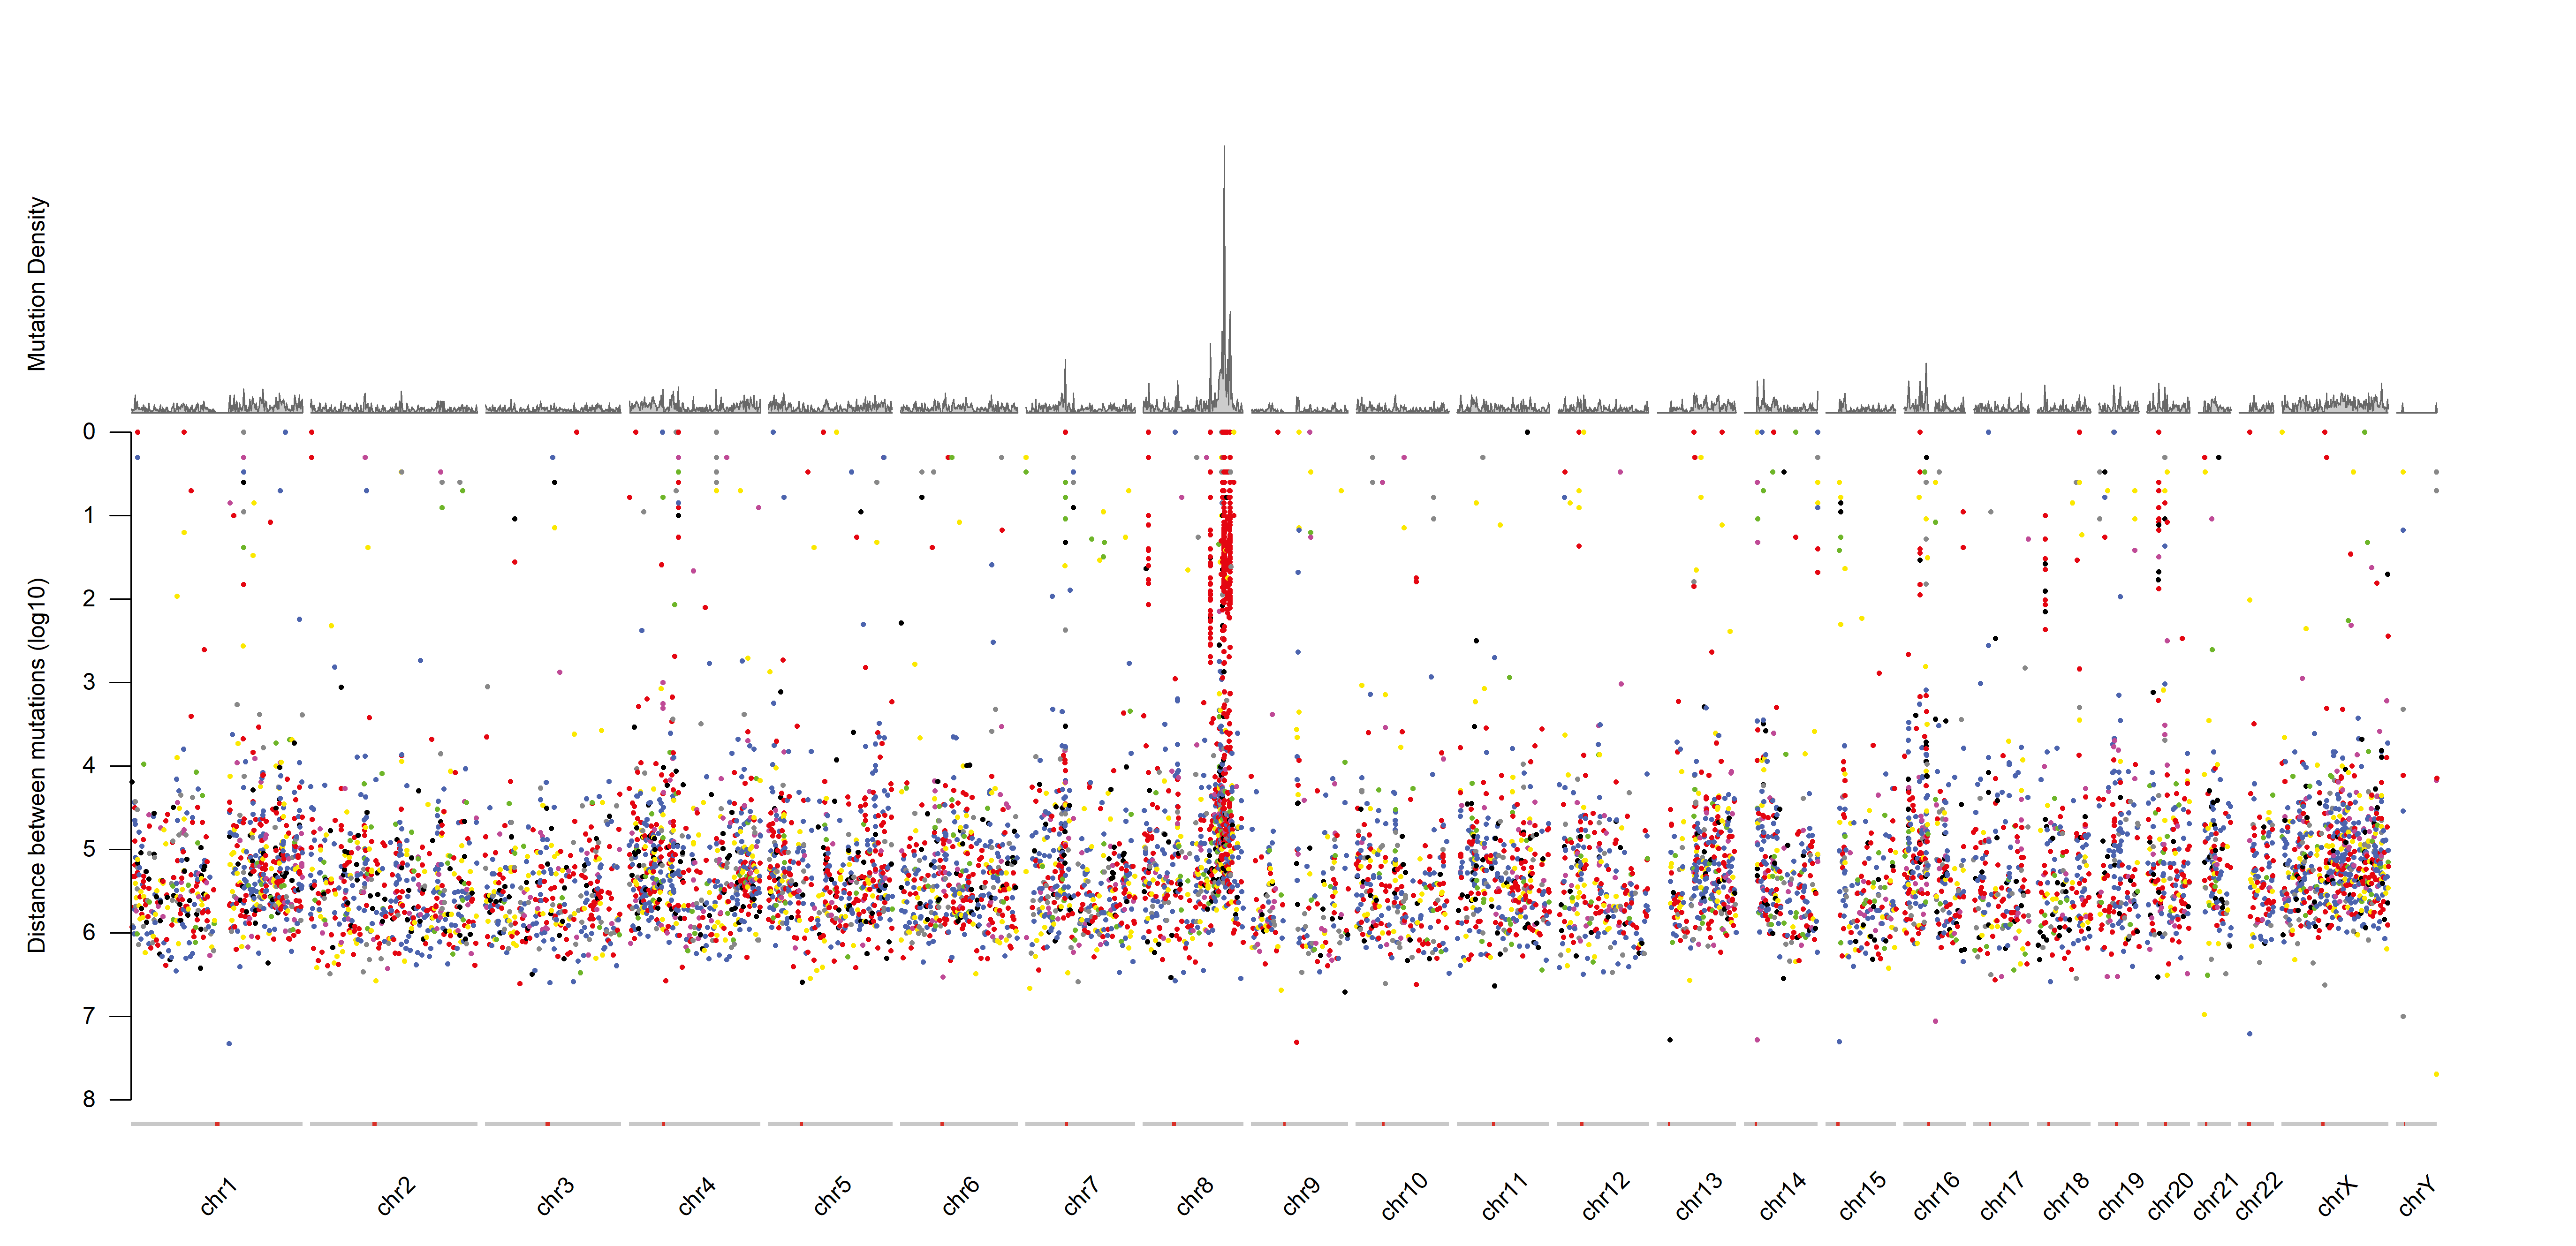 Mutation Density
Distance between mutations (log10)
0
1
2
3
4
5
6
7
8
chr1
chr2
chr3
chr4
chr5
chr6
chr7
chr8
chr9
chr10
chr11
chr12
chr13
chr14
chr15
chr16
chr17
chr18
chr19
chr20
chr21
chr22
chrX
chrY